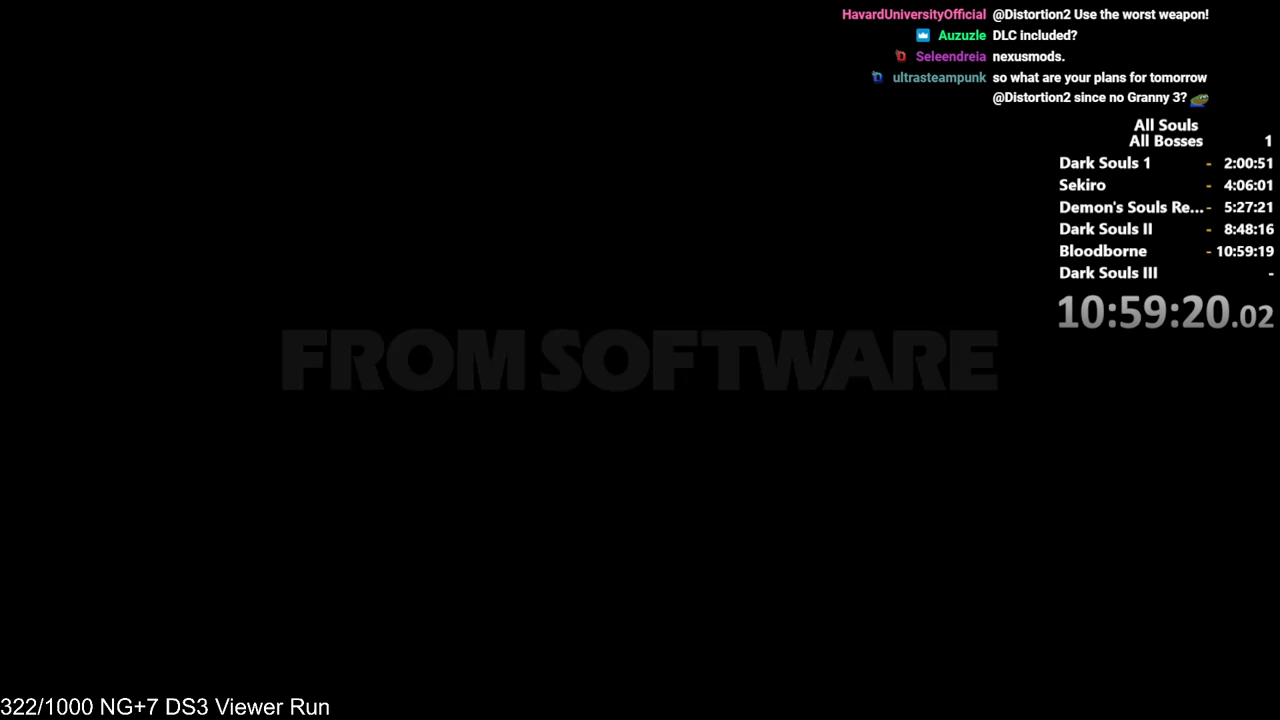 HavardUniversityOfficial @Distortion2 Use the worst weapon!
Auzuzle DLC included?
Seleendreia nexusmods.
ultrasteampunk so what are your plans for tomorrow
@Distortion2 since no Granny 3?
All Souls
All Bosses 1
Dark Souls 1 - 2:00:51
Sekiro - 4:06:01
Demon's Souls Re... - 5:27:21
Dark Souls II - 8:48:16
Bloodborne - 10:59:19
Dark Souls III -
10:59:20.02
FROMSOFTWARE
322/1000 NG+7 DS3 Viewer Run